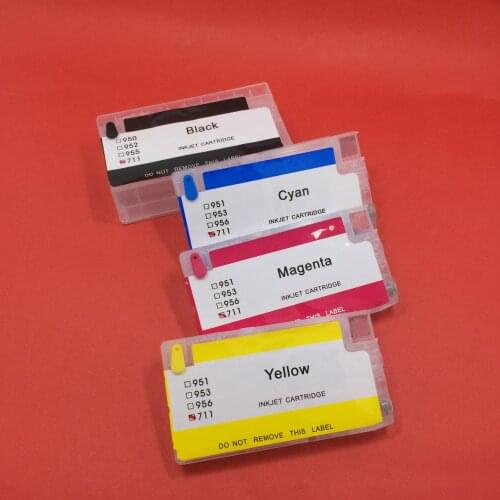 Black
□950
□952
□955
☑711
INKJET CARTRIDGE
DO NOT REMOVE THIS LABEL
Cyan
□951
□953
□956
☑711
INKJET CARTRIDGE
Magenta
□951
□953
□956
☑711
INKJET CARTRIDGE
THIS LABEL
Yellow
□951
□953
□956
☑711
INKJET CARTRIDGE
DO NOT REMOVE THIS LABEL